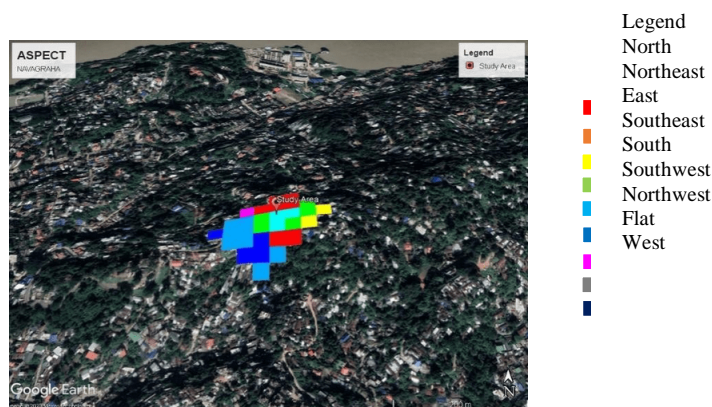 ASPECT
NAVAGRAHA
Legend
Study Area
Study Area
Google Earth
N
Legend
North
Northeast
East
Southeast
South
Southwest
Northwest
Flat
West